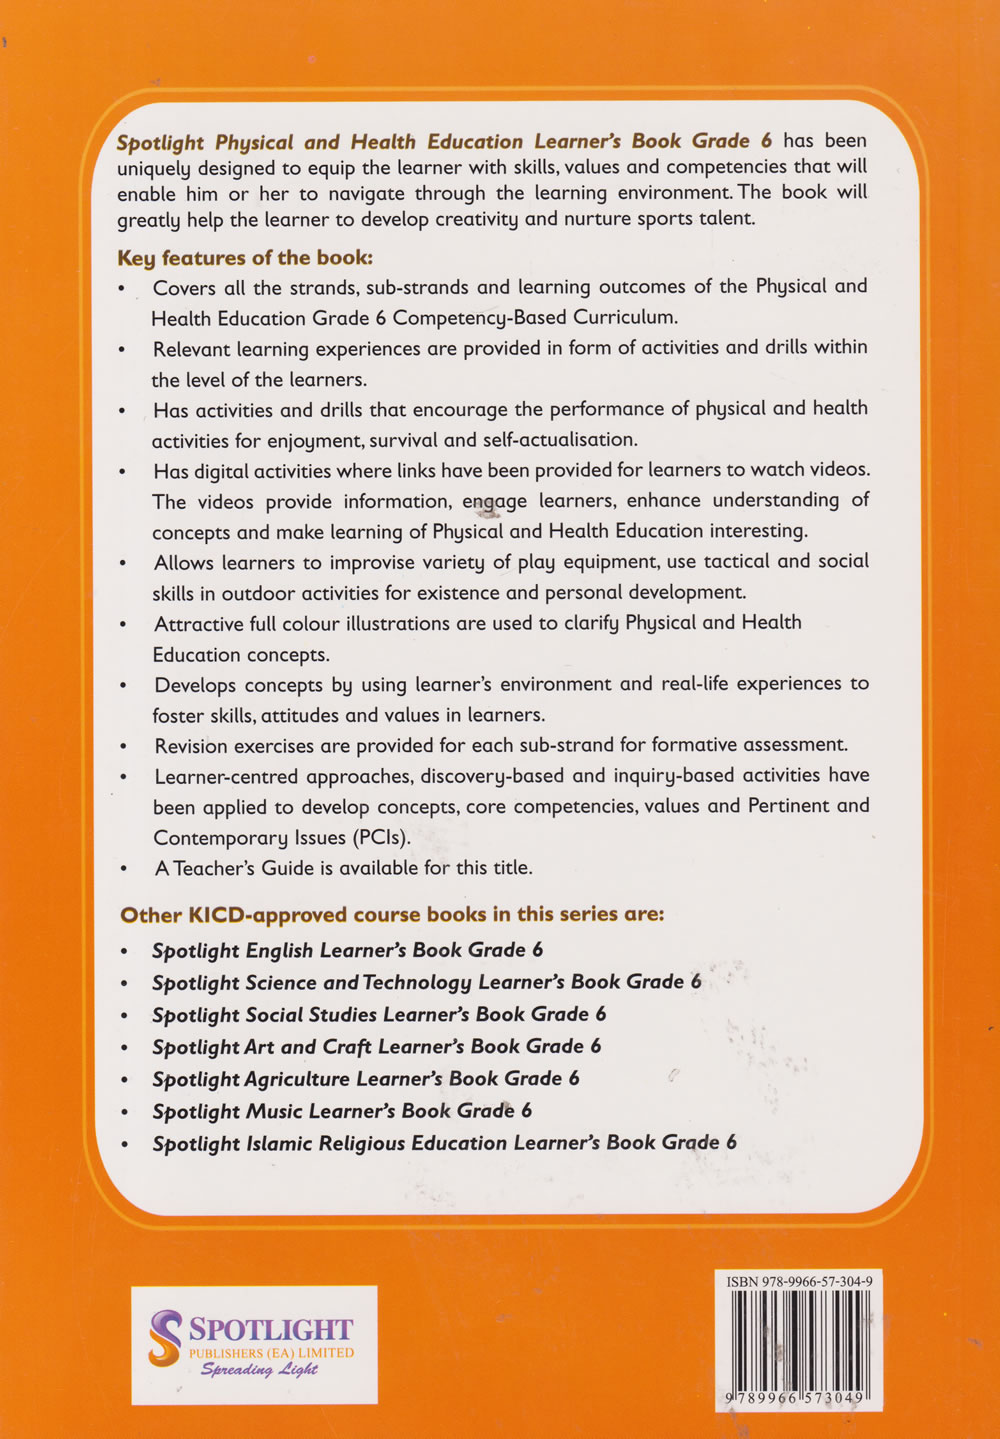 Spotlight Physical and Health Education Learner's Book Grade 6 has been
uniquely designed to equip the learner with skills, values and competencies that will
enable him or her to navigate through the learning environment. The book will
greatly help the learner to develop creativity and nurture sports talent.
Key features of the book:
• Covers all the strands, sub-strands and learning outcomes of the Physical and
Health Education Grade 6 Competency-Based Curriculum.
• Relevant learning experiences are provided in form of activities and drills within
the level of the learners.
• Has activities and drills that encourage the performance of physical and health
activities for enjoyment, survival and self-actualisation.
• Has digital activities where links have been provided for learners to watch videos.
The videos provide information, engage learners, enhance understanding of
concepts and make learning of Physical and Health Education interesting.
• Allows learners to improvise variety of play equipment, use tactical and social
skills in outdoor activities for existence and personal development.
• Attractive full colour illustrations are used to clarify Physical and Health
Education concepts.
• Develops concepts by using learner's environment and real-life experiences to
foster skills, attitudes and values in learners.
• Revision exercises are provided for each sub-strand for formative assessment.
• Learner-centred approaches, discovery-based and inquiry-based activities have
been applied to develop concepts, core competencies, values and Pertinent and
Contemporary Issues (PCIs).
• A Teacher's Guide is available for this title.
Other KICD-approved course books in this series are:
• Spotlight English Learner's Book Grade 6
• Spotlight Science and Technology Learner's Book Grade 6
• Spotlight Social Studies Learner's Book Grade 6
• Spotlight Art and Craft Learner's Book Grade 6
• Spotlight Agriculture Learner's Book Grade 6
• Spotlight Music Learner's Book Grade 6
• Spotlight Islamic Religious Education Learner's Book Grade 6
SPOTLIGHT
PUBLISHERS (EA) LIMITED
Spreading Light
ISBN 978-9966-57-304-9
9 789966 573049